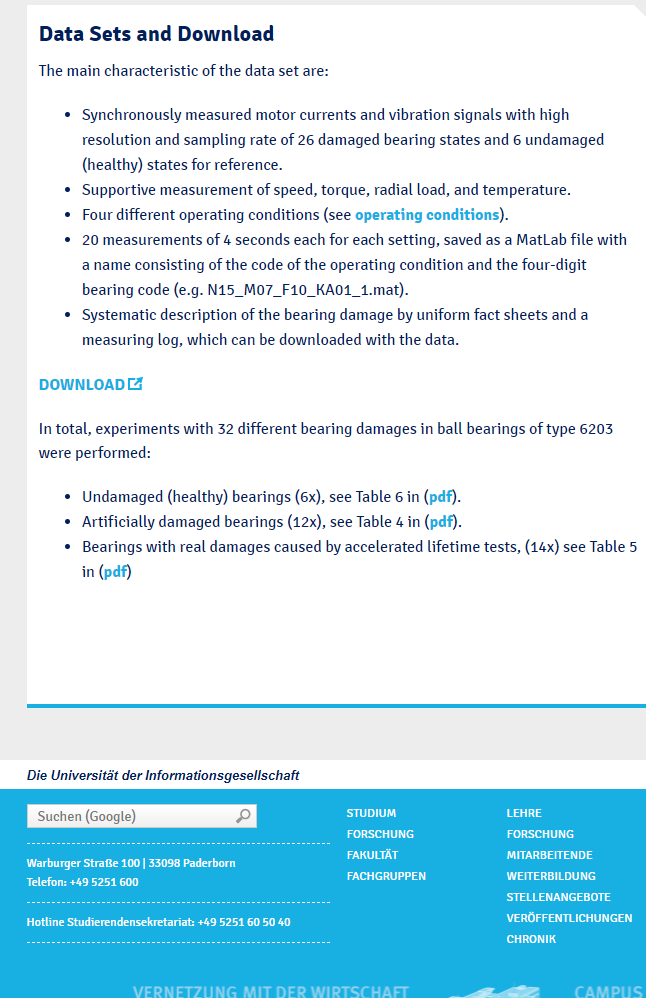 Data Sets and Download
The main characteristic of the data set are:
• Synchronously measured motor currents and vibration signals with high
resolution and sampling rate of 26 damaged bearing states and 6 undamaged
(healthy) states for reference.
• Supportive measurement of speed, torque, radial load, and temperature.
• Four different operating conditions (see operating conditions).
• 20 measurements of 4 seconds each for each setting, saved as a MatLab file with
a name consisting of the code of the operating condition and the four-digit
bearing code (e.g. N15_M07_F10_KA01_1.mat).
• Systematic description of the bearing damage by uniform fact sheets and a
measuring log, which can be downloaded with the data.
DOWNLOAD
In total, experiments with 32 different bearing damages in ball bearings of type 6203
were performed:
• Undamaged (healthy) bearings (6x), see Table 6 in (pdf).
• Artificially damaged bearings (12x), see Table 4 in (pdf).
• Bearings with real damages caused by accelerated lifetime tests, (14x) see Table 5
in (pdf)
Die Universität der Informationsgesellschaft
Suchen (Google)
Warburger Straße 100 | 33098 Paderborn
Telefon: +49 5251 600
Hotline Studierendensekretariat: +49 5251 60 50 40
STUDIUM
FORSCHUNG
FAKULTÄT
FACHGRUPPEN
LEHRE
FORSCHUNG
MITARBEITENDE
WEITERBILDUNG
STELLENANGEBOTE
VERÖFFENTLICHUNGEN
CHRONIK
VERNETZUNG MIT DER WIRTSCHAFT
CAMPUS